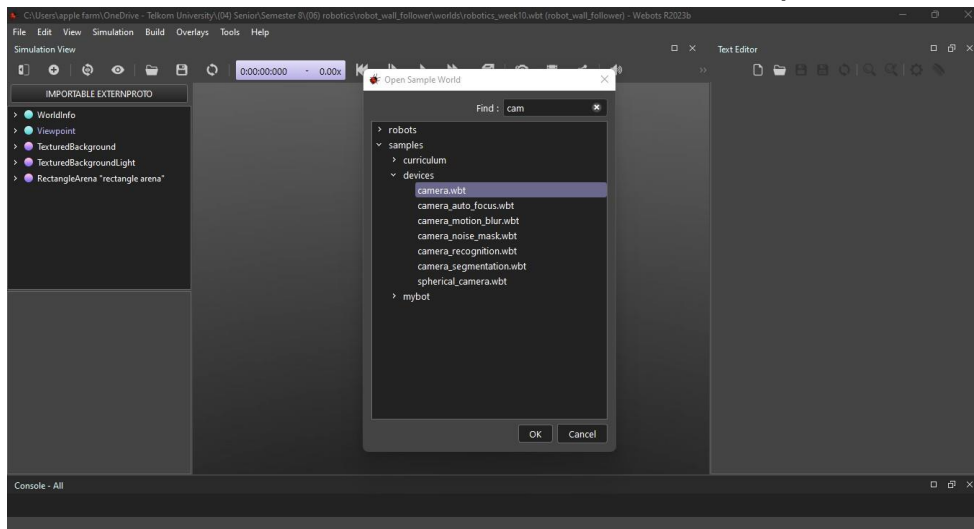 C:\Users\apple farm\OneDrive - Telkom University\(04) Senior\Semester 8\(06) robotics\robot_wall_follower\worlds\robotics_week10.wbt (robot_wall_follower) - Webots R2023b
File Edit View Simulation Build Overlays Tools Help
Simulation View
Text Editor
0:00:00:000 - 0.00x
Open Sample World
IMPORTABLE EXTERNPROTO
Find : cam
WorldInfo
Viewpoint
TexturedBackground
TexturedBackgroundLight
RectangleArena "rectangle arena"
robots
samples
curriculum
devices
camera.wbt
camera_auto_focus.wbt
camera_motion_blur.wbt
camera_noise_mask.wbt
camera_recognition.wbt
camera_segmentation.wbt
spherical_camera.wbt
mybot
OK Cancel
Console - All